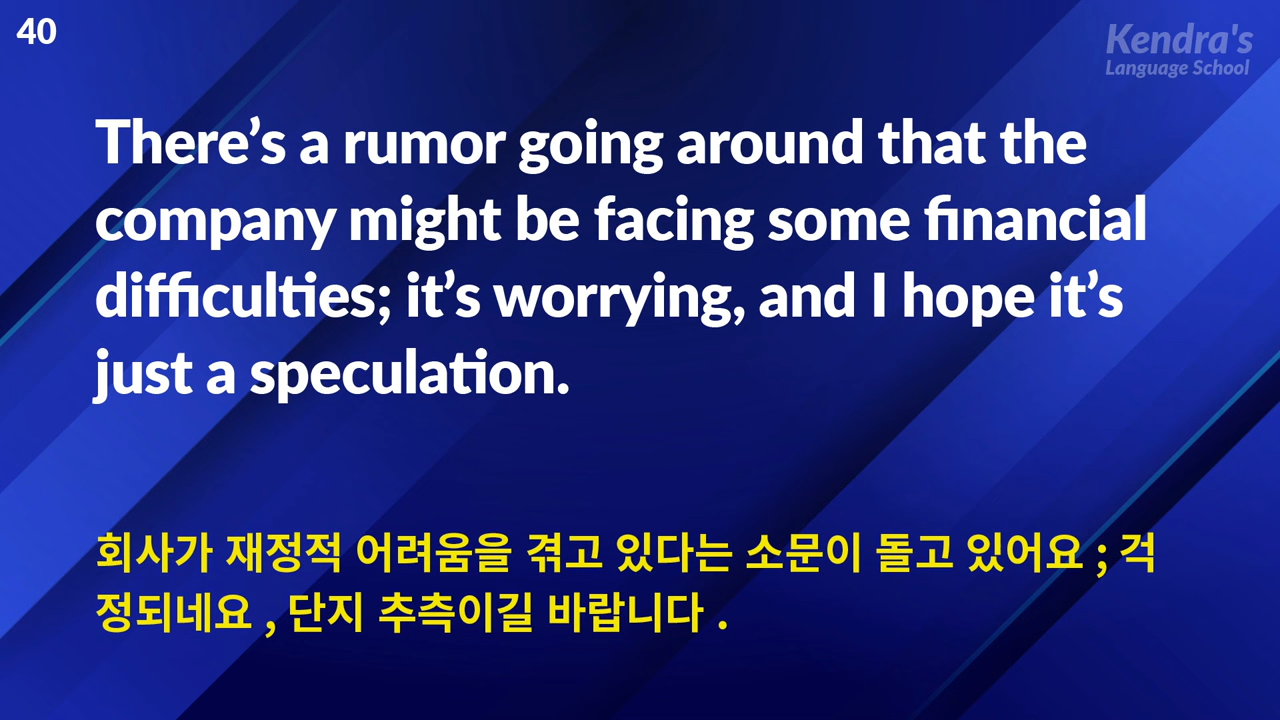 40
Kendra's
Language School
There’s a rumor going around that the
company might be facing some financial
difficulties; it’s worrying, and I hope it’s
just a speculation.
회사가 재정적 어려움을 겪고 있다는 소문이 돌고 있어요 ; 걱
정되네요 , 단지 추측이길 바랍니다 .